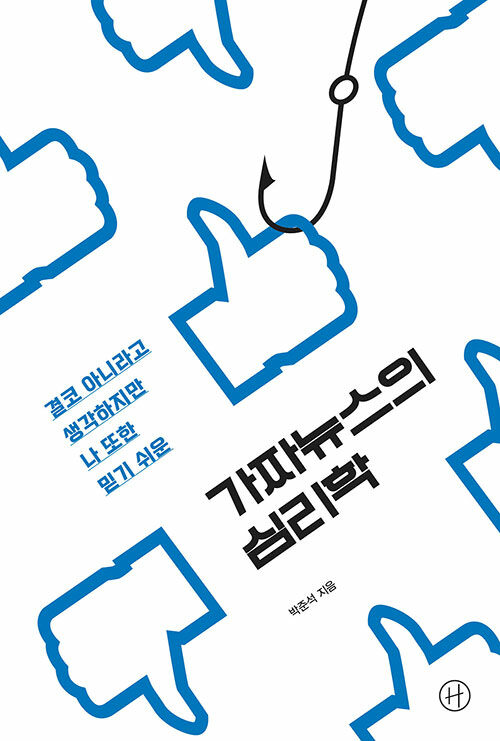 결코 아니라고
생각하지만
나 또한
믿기 쉬운
가짜뉴스의
심리학
박준석 지음
H